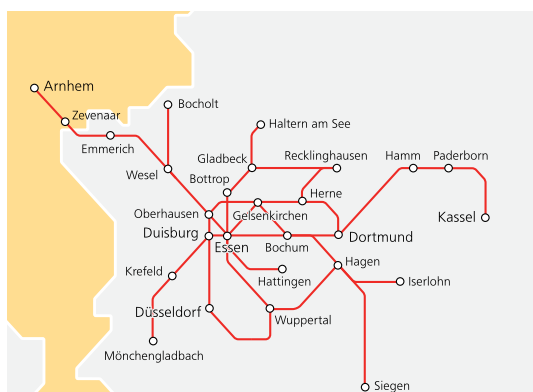 Arnhem
Zevenaar
Bocholt
Haltern am See
Emmerich
Gladbeck
Recklinghausen
Hamm
Paderborn
Wesel
Bottrop
Herne
Oberhausen
Gelsenkirchen
Kassel
Duisburg
Essen
Bochum
Dortmund
Krefeld
Hattingen
Hagen
Iserlohn
Düsseldorf
Wuppertal
Mönchengladbach
Siegen